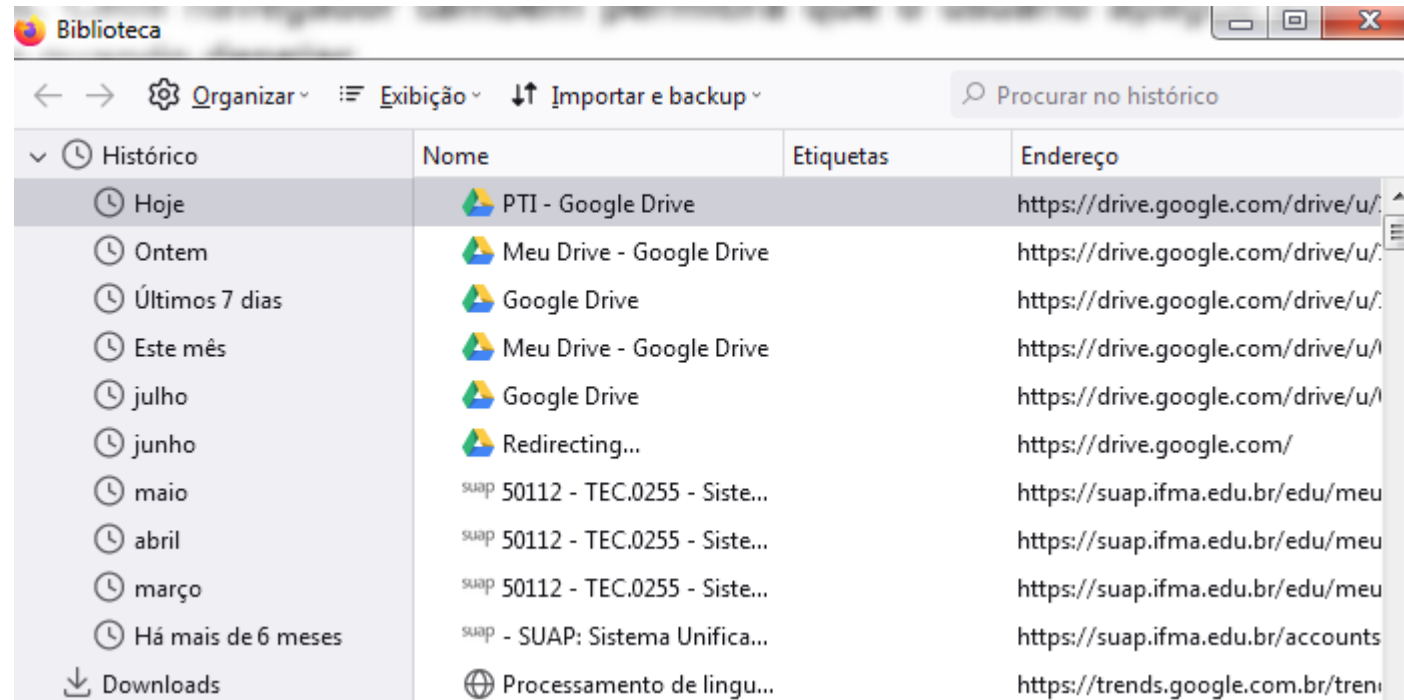 Biblioteca
Organizar Exibição Importar e backup Procurar no histórico
Histórico Nome Etiquetas Endereço
Hoje PTI - Google Drive https://drive.google.com/drive/u/
Ontem Meu Drive - Google Drive https://drive.google.com/drive/u/
Últimos 7 dias Google Drive https://drive.google.com/drive/u/
Este mês Meu Drive - Google Drive https://drive.google.com/drive/u/
julho Google Drive https://drive.google.com/drive/u/
junho Redirecting... https://drive.google.com/
maio suap 50112 - TEC.0255 - Siste... https://suap.ifma.edu.br/edu/meu
abril suap 50112 - TEC.0255 - Siste... https://suap.ifma.edu.br/edu/meu
março suap 50112 - TEC.0255 - Siste... https://suap.ifma.edu.br/edu/meu
Há mais de 6 meses suap - SUAP: Sistema Unifica... https://suap.ifma.edu.br/accounts
Downloads Processamento de lingu... https://trends.google.com.br/tren